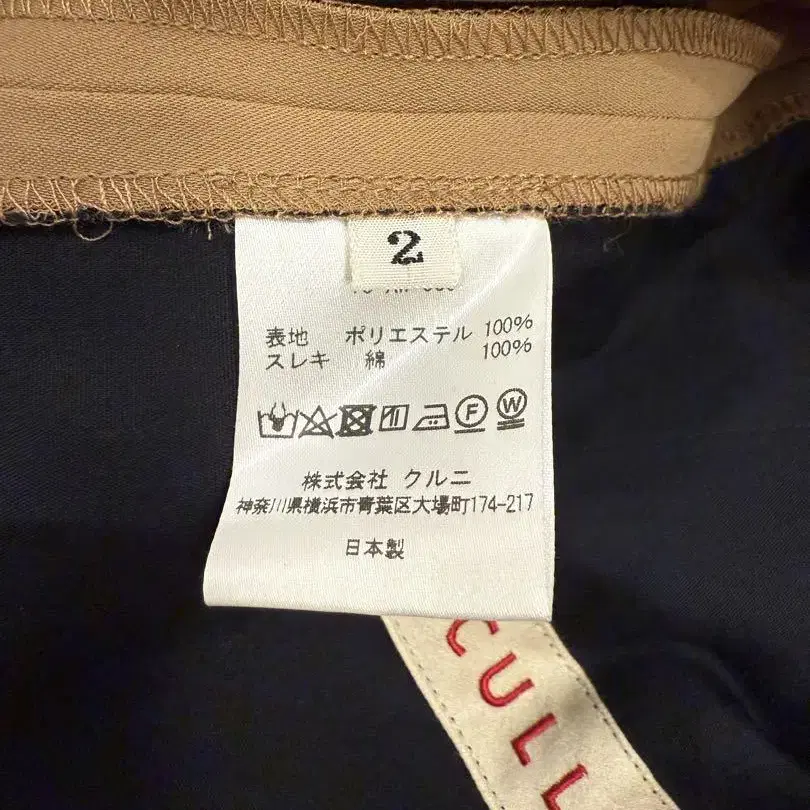 2
表地 ポリエステル 100%
スレキ 綿 100%
F W
株式会社 クルニ
神奈川県横浜市青葉区大場町174-217
日本製
CULL